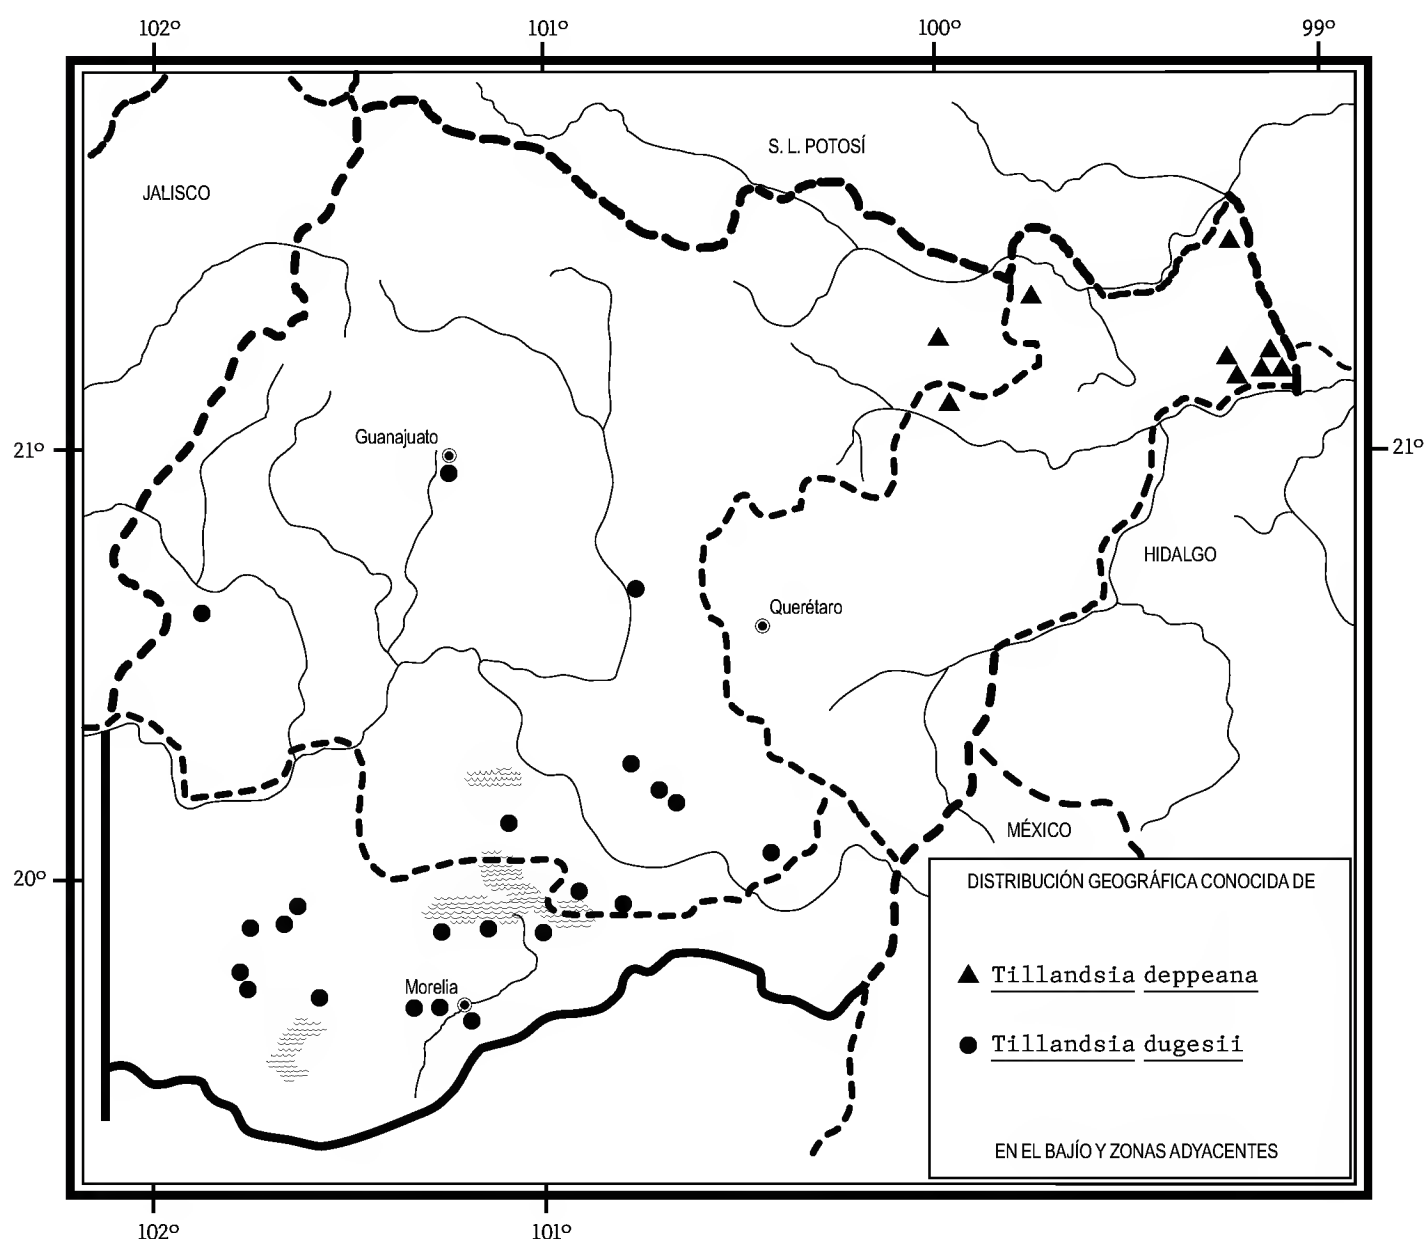 102º 101º 100º 99º
S. L. POTOSÍ
JALISCO
Guanajuato
21º 21º
HIDALGO
Querétaro
MÉXICO
20º
DISTRIBUCIÓN GEOGRÁFICA CONOCIDA DE
Tillandsia deppeana
Morelia
Tillandsia dugesii
EN EL BAJÍO Y ZONAS ADYACENTES
102º 101º